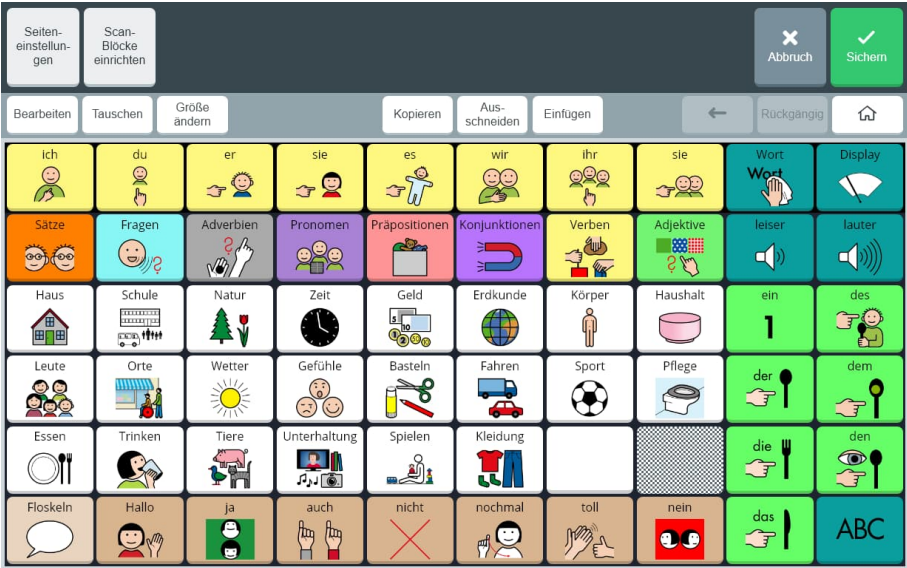 Seiten-
einstellun-
gen
Scan-
Blöcke
einrichten
Abbruch
Sichern
Bearbeiten
Tauschen
Größe
ändern
Kopieren
Aus-
schneiden
Einfügen
Rückgängig
ich
du
er
sie
es
wir
ihr
sie
Wort
Wort
Display
Sätze
Fragen
Adverbien
Pronomen
Präpositionen
Konjunktionen
Verben
Adjektive
leiser
lauter
Haus
Schule
Natur
Zeit
Geld
5
10
Erdkunde
Körper
Haushalt
ein
1
des
Leute
Orte
Wetter
Gefühle
Basteln
Fahren
Sport
Pflege
der
dem
Essen
Trinken
Tiere
Unterhaltung
Spielen
Kleidung
die
den
Floskeln
Hallo
ja
auch
nicht
nochmal
toll
nein
das
ABC